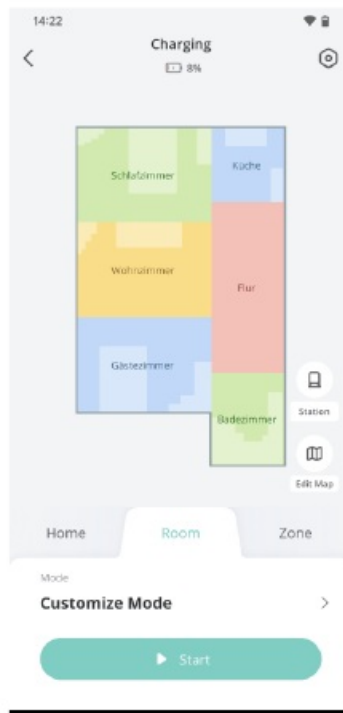 14:22
Charging
8%
Schlafzimmer
Küche
Wohnzimmer
Flur
Gästezimmer
Badezimmer
Station
Edit Map
Home Room Zone
Mode
Customize Mode
Start